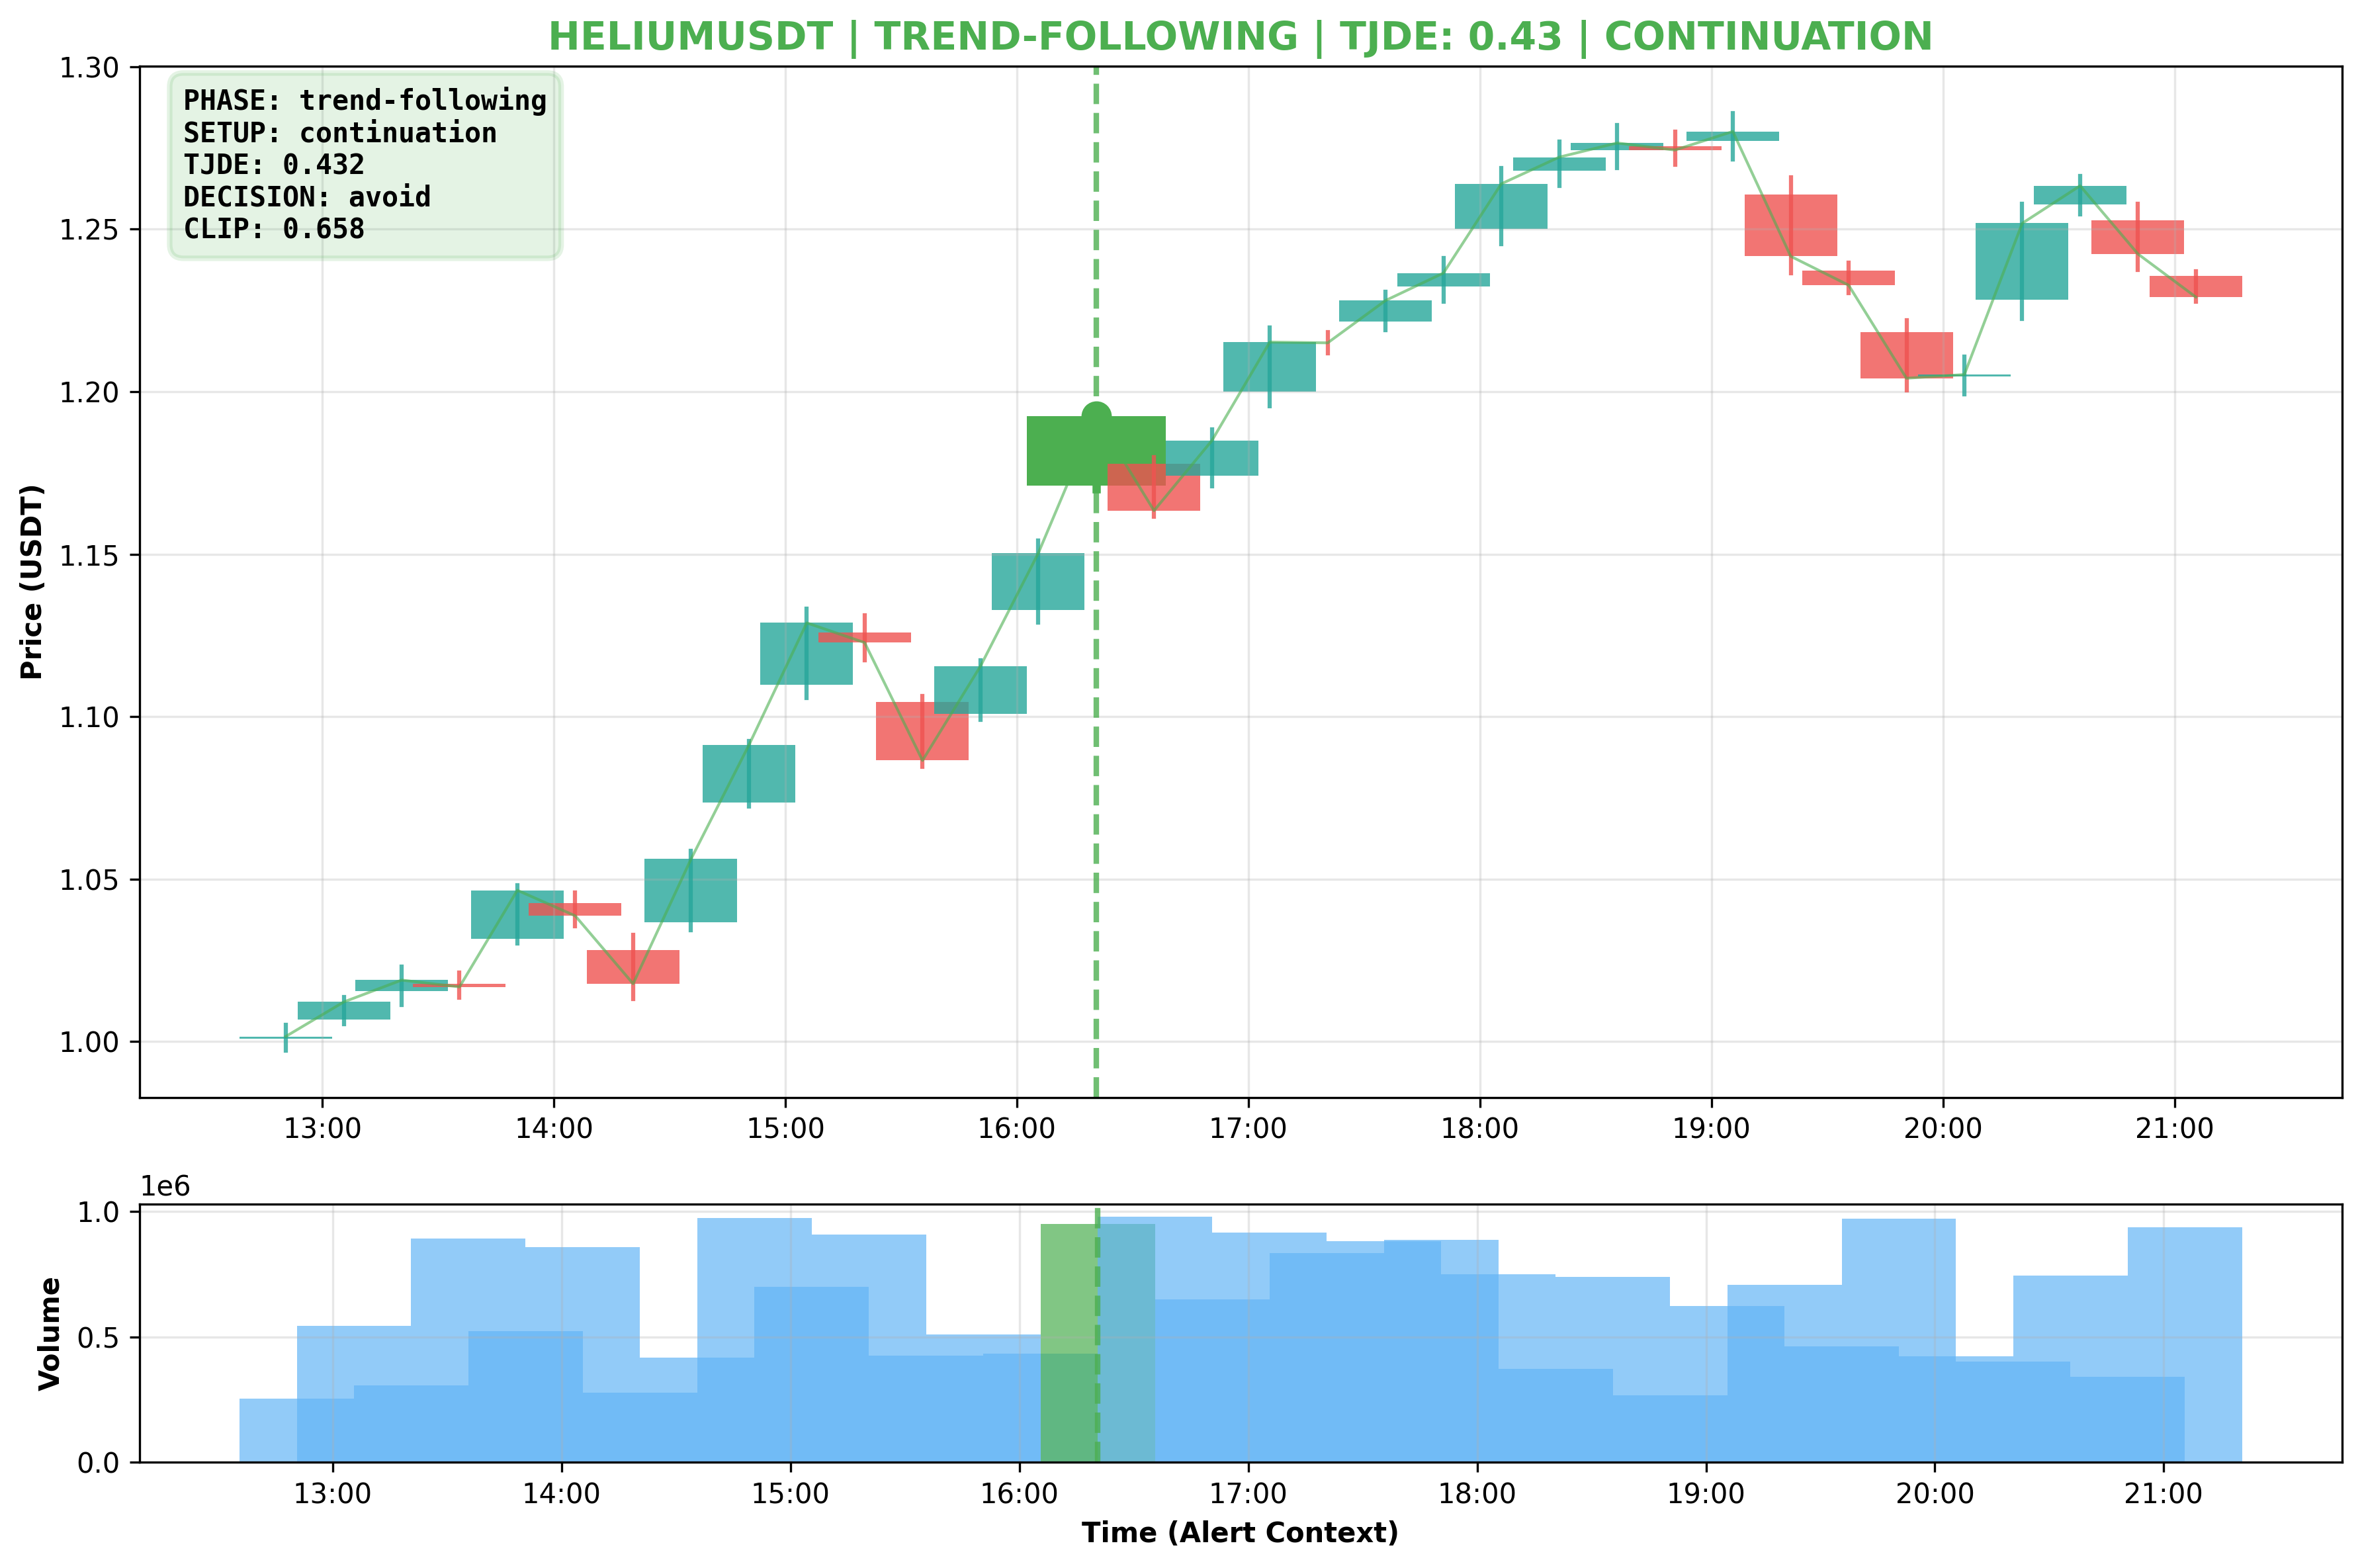 HELIUMUSDT | TREND-FOLLOWING | TJDE: 0.43 | CONTINUATION
PHASE: trend-following
SETUP: continuation
TJDE: 0.432
DECISION: avoid
CLIP: 0.658
Price (USDT)
1.30
1.25
1.20
1.15
1.10
1.05
1.00
13:00 14:00 15:00 16:00 17:00 18:00 19:00 20:00 21:00
1e6
Volume
1.0
0.5
0.0
13:00 14:00 15:00 16:00 17:00 18:00 19:00 20:00 21:00
Time (Alert Context)